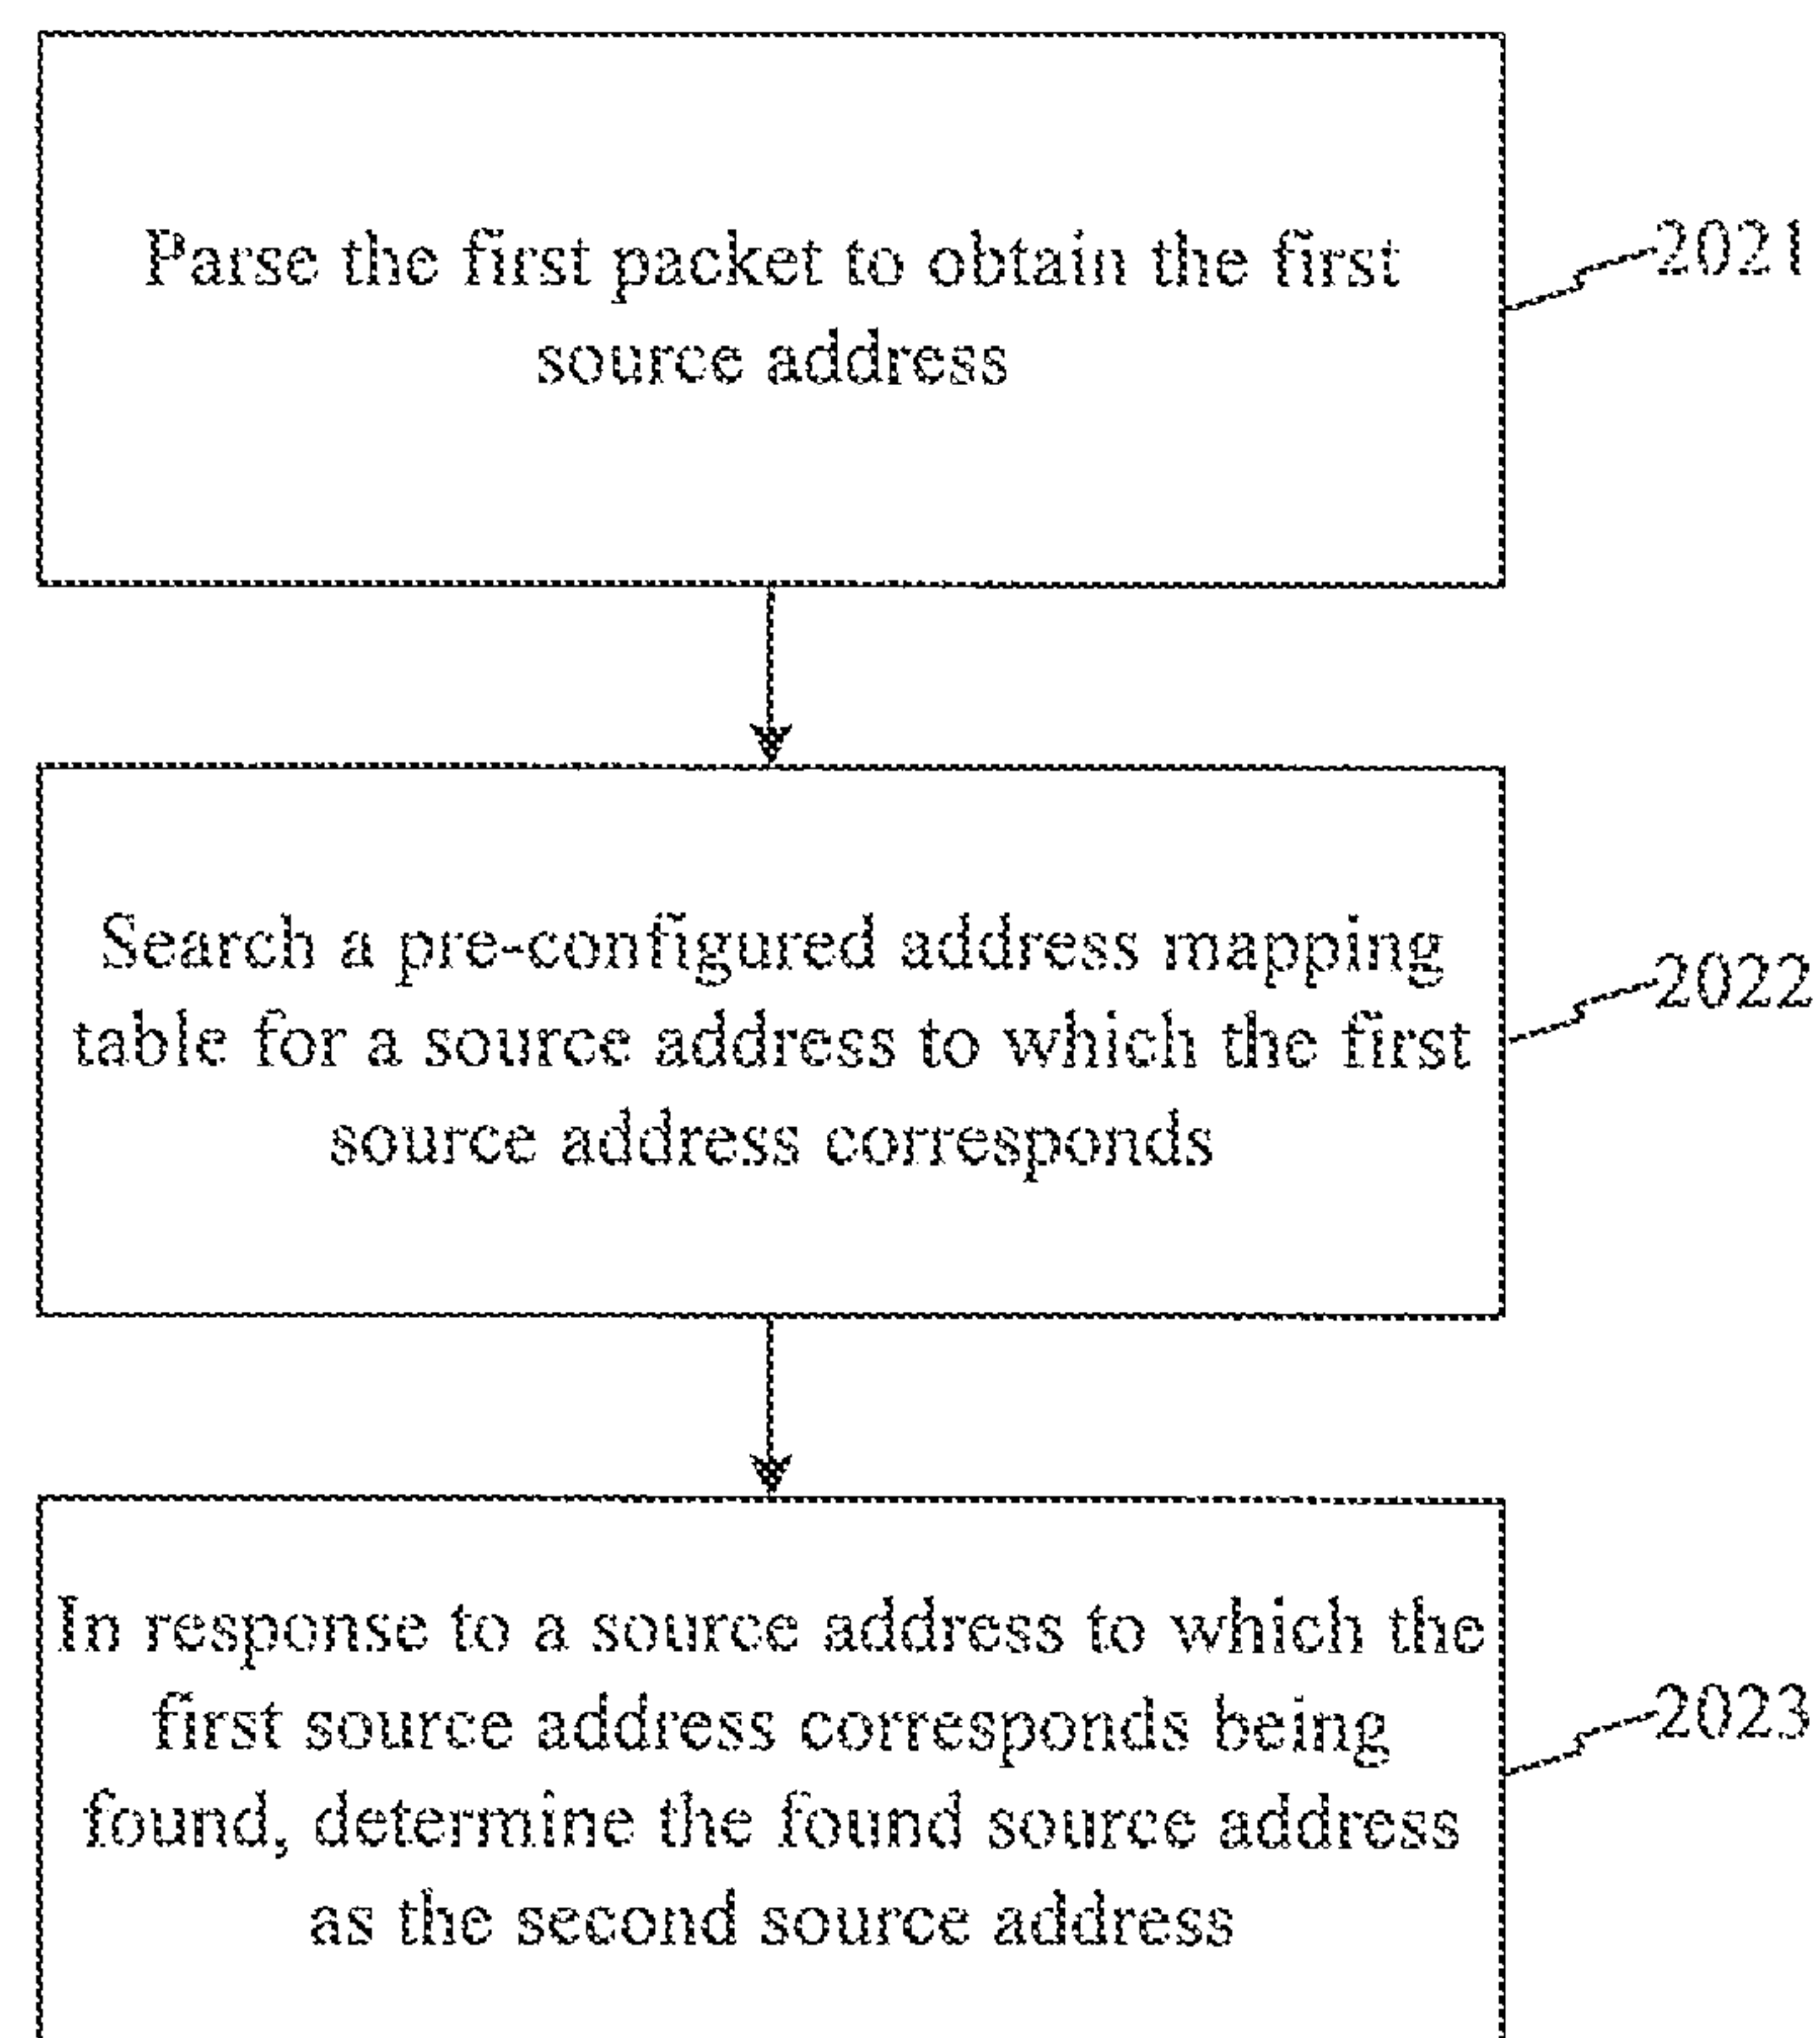 Parse the first packet to obtain the first
source address
2021
Search a pre-configured address mapping
table for a source address to which the first
source address corresponds
2022
In response to a source address to which the
first source address corresponds being
found, determine the found source address
as the second source address
2023